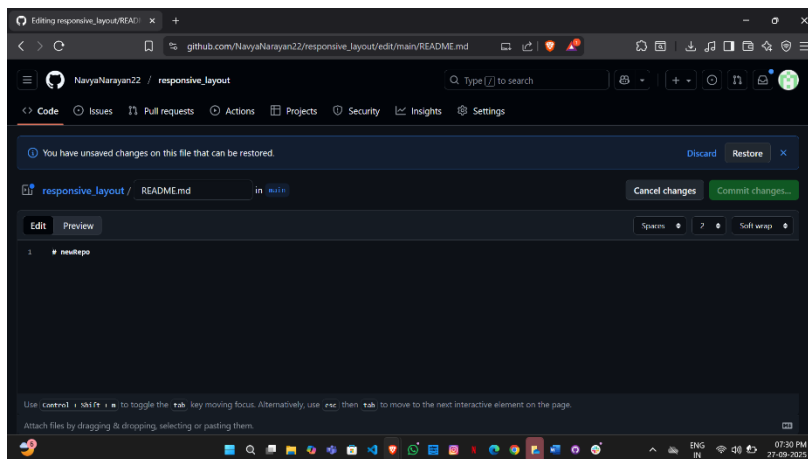 Editing responsive_layout/READ
github.com/NavyaNarayan22/responsive_layout/edit/main/README.md
NavyaNarayan22 / responsive_layout
Type / to search
Code Issues Pull requests Actions Projects Security Insights Settings
You have unsaved changes on this file that can be restored. Discard Restore
responsive_layout / README.md in main Cancel changes Commit changes...
Edit Preview Spaces 2 Soft wrap
1 # newRepo
Use Control + Shift + m to toggle the tab key moving focus. Alternatively, use esc then tab to move to the next interactive element on the page.
Attach files by dragging & dropping, selecting or pasting them.
ENG 07:30 PM
IN 27-09-2025